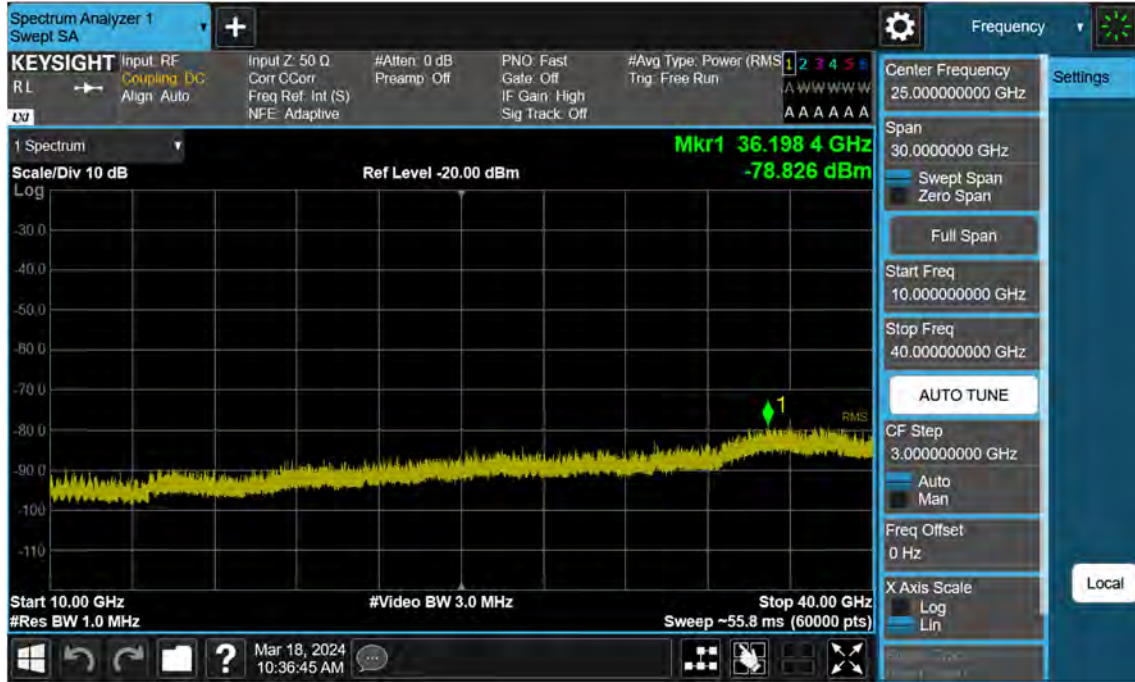 Spectrum Analyzer 1
Swept SA
Frequency
KEYSIGHT
R L
LXI
Input: RF
Coupling: DC
Align: Auto
Input Z: 50 Ω
Corr CCorr
Freq Ref: Int (S)
NFE: Adaptive
#Atten: 0 dB
Preamp: Off
PNO: Fast
Gate: Off
IF Gain: High
Sig Track: Off
#Avg Type: Power (RMS
Trig: Free Run
1 2 3 4 5 6
A W W W W W
A A A A A A
1 Spectrum
Scale/Div 10 dB
Ref Level -20.00 dBm
Mkr1 36.198 4 GHz
-78.826 dBm
Log
-30.0
-40.0
-50.0
-60.0
-70.0
-80.0
-90.0
-100
-110
1
RMS
Start 10.00 GHz
#Res BW 1.0 MHz
#Video BW 3.0 MHz
Stop 40.00 GHz
Sweep ~55.8 ms (60000 pts)
Mar 18, 2024
10:36:45 AM
Center Frequency
25.000000000 GHz
Span
30.0000000 GHz
Swept Span
Zero Span
Full Span
Start Freq
10.000000000 GHz
Stop Freq
40.000000000 GHz
AUTO TUNE
CF Step
3.000000000 GHz
Auto
Man
Freq Offset
0 Hz
X Axis Scale
Log
Lin
Settings
Local